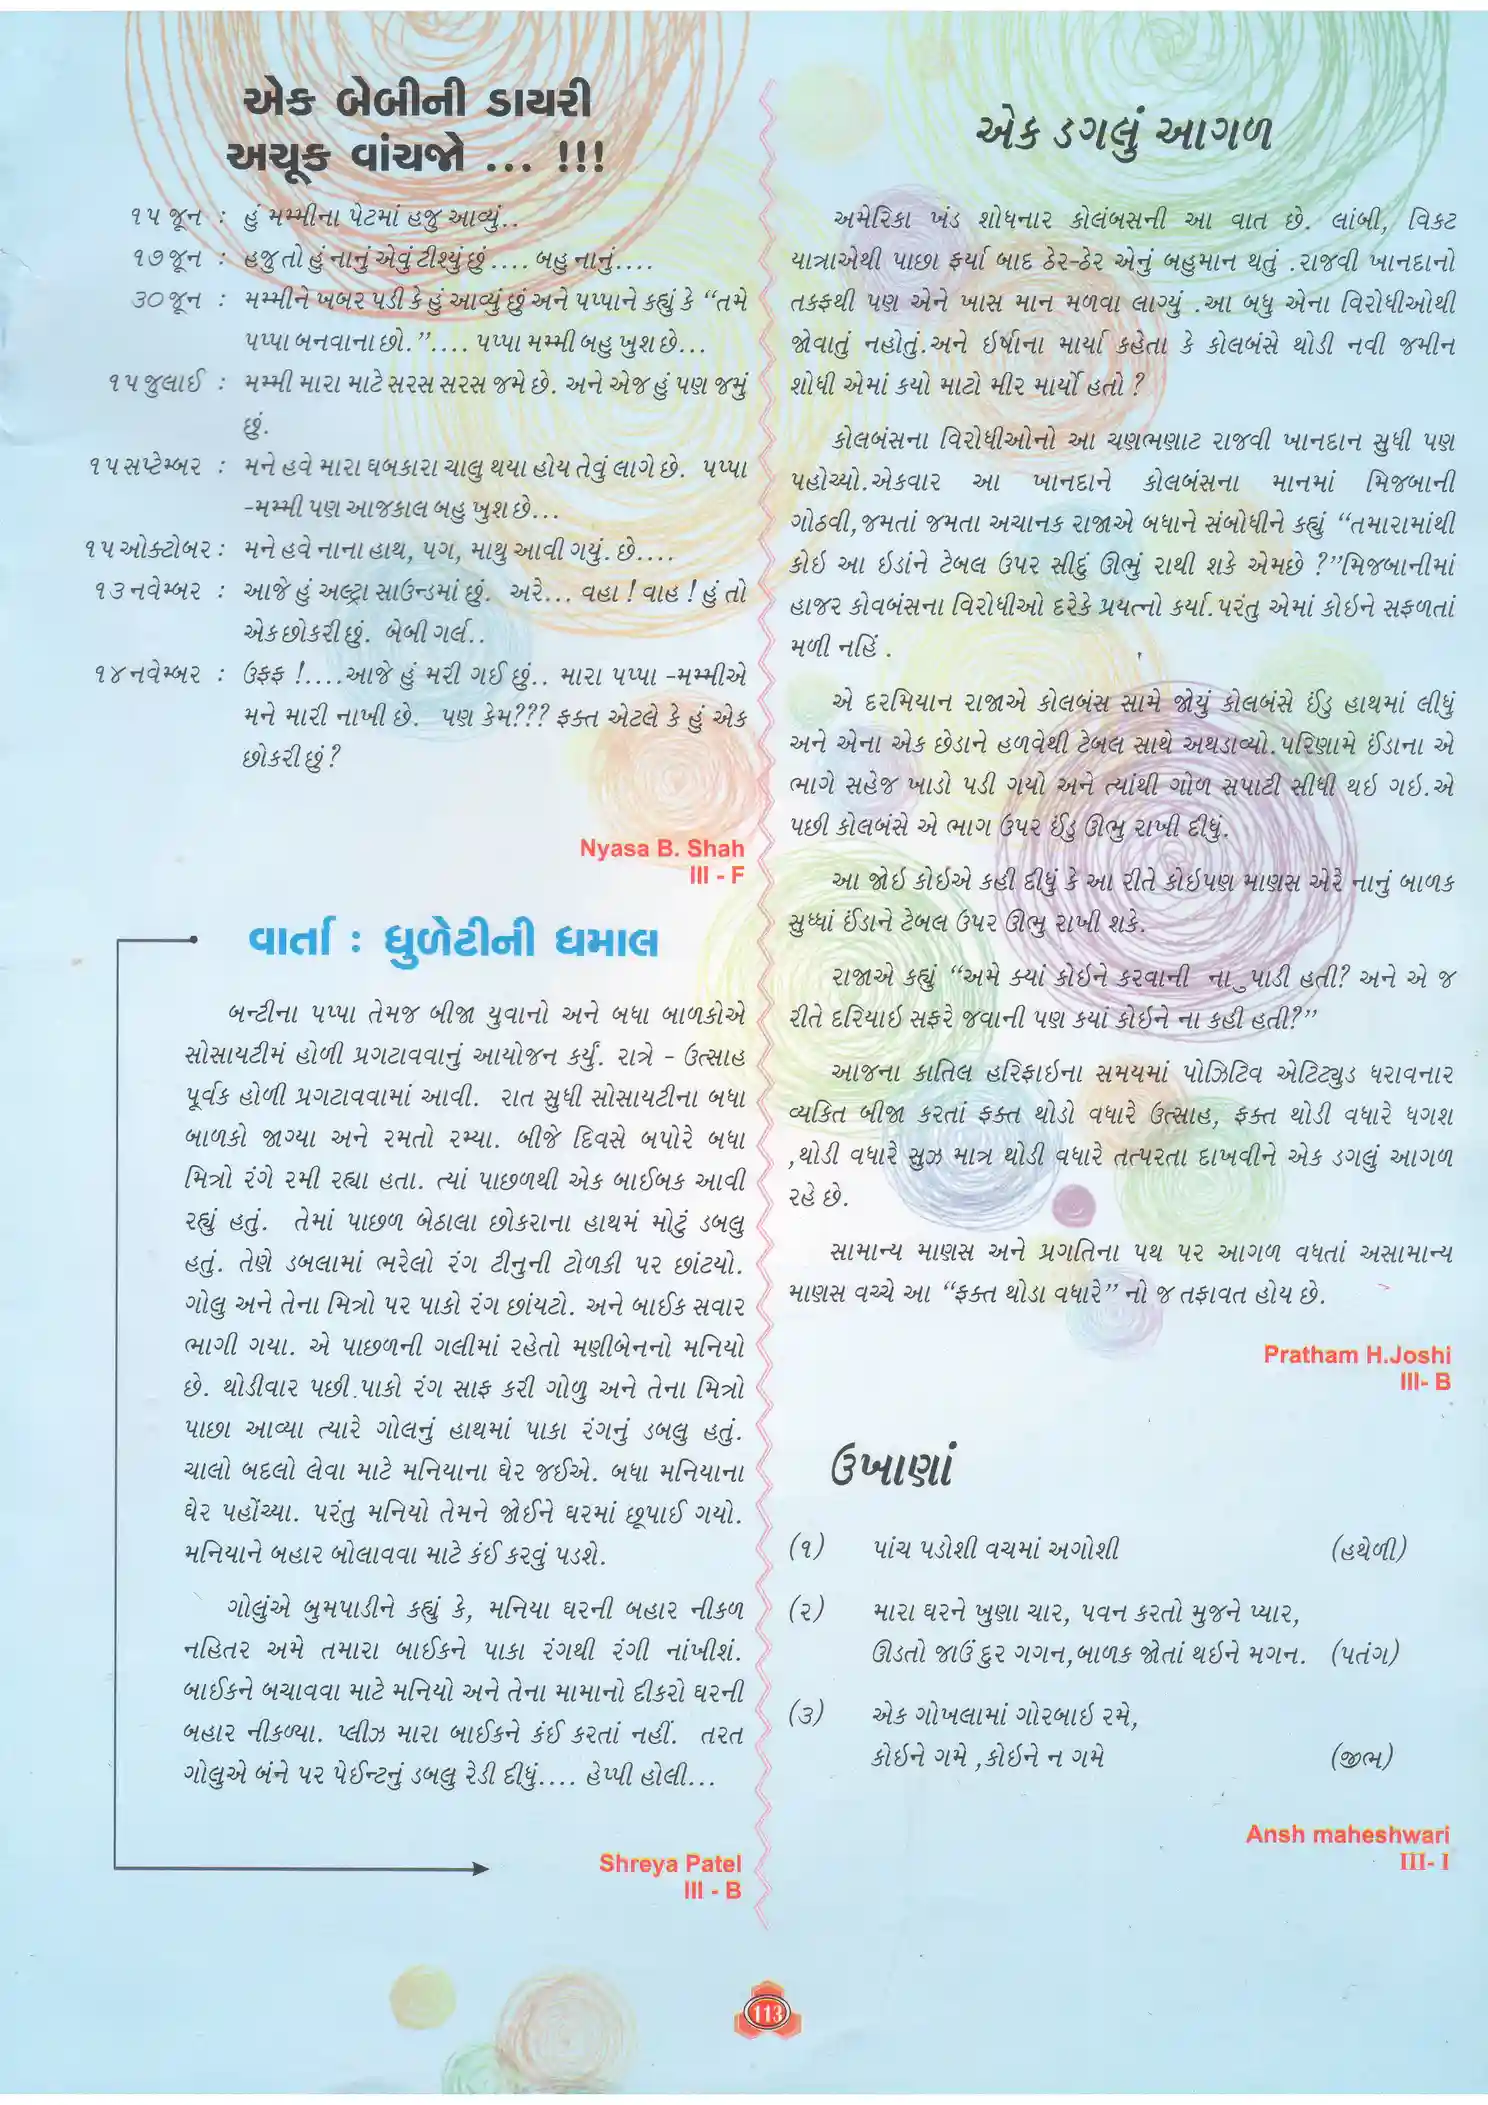 એક બેબીની ડાયરી
અચૂક વાંચજો ... !!!
૧૫ જૂન : હું મમ્મીના પેટમાં હજુ આવ્યું..
૧૭ જૂન : હજુ તો હું નાનું એવું ટીશ્યું છું .... બહુ નાનું....
૩૦ જૂન : મમ્મીને ખબર પડી કે હું આવ્યું છું અને પપ્પાને કહ્યું કે “તમે
પપ્પા બનવાના છો.”.... પપ્પા મમ્મી બહુ ખુશ છે...
૧૫ જુલાઈ : મમ્મી મારા માટે સરસ સરસ જમે છે. અને એજ હું પણ જમું
છું.
૧૫ સપ્ટેમ્બર : મને હવે મારા ધબકારા ચાલુ થયા હોય તેવું લાગે છે. પપ્પા
-મમ્મી પણ આજકાલ બહુ ખુશ છે...
૧૫ ઓક્ટોબર : મને હવે નાના હાથ, પગ, માથુ આવી ગયું. છે....
૧૩ નવેમ્બર : આજે હું અલ્ટ્રા સાઉન્ડમાં છું. અરે... વહા ! વાહ ! હું તો
એક છોકરી છું. બેબી ગર્લ..
૧૪ નવેમ્બર : ઉફફ !....આજે હું મરી ગઈ છું.. મારા પપ્પા -મમ્મીએ
મને મારી નાખી છે. પણ કેમ??? ફક્ત એટલે કે હું એક
છોકરી છું?
Nyasa B. Shah
III - F
વાર્તા : ધુળેટીની ધમાલ
બન્ટીના પપ્પા તેમજ બીજા યુવાનો અને બધા બાળકોએ
સોસાયટીમં હોળી પ્રગટાવવાનું આયોજન કર્યું. રાત્રે - ઉત્સાહ
પૂર્વક હોળી પ્રગટાવવામાં આવી. રાત સુધી સોસાયટીના બધા
બાળકો જાગ્યા અને રમતો રમ્યા. બીજે દિવસે બપોરે બધા
મિત્રો રંગે રમી રહ્યા હતા. ત્યાં પાછળથી એક બાઈબક આવી
રહ્યું હતું. તેમાં પાછળ બેઠાલા છોકરાના હાથમં મોટું ડબલુ
હતું. તેણે ડબલામાં ભરેલો રંગ ટીનુની ટોળકી પર છાંટયો.
ગોલુ અને તેના મિત્રો પર પાકો રંગ છાંયટો. અને બાઈક સવાર
ભાગી ગયા. એ પાછળની ગલીમાં રહેતો મણીબેનનો મનિયો
છે. થોડીવાર પછી.પાકો રંગ સાફ કરી ગોળુ અને તેના મિત્રો
પાછા આવ્યા ત્યારે ગોલનું હાથમાં પાકા રંગનું ડબલુ હતું.
ચાલો બદલો લેવા માટે મનિયાના ઘેર જઈએ. બધા મનિયાના
ઘેર પહોંચ્યા. પરંતુ મનિયો તેમને જોઈને ઘરમાં છૂપાઈ ગયો.
મનિયાને બહાર બોલાવવા માટે કંઈ કરવું પડશે.
ગોલુંએ બુમપાડીને કહ્યું કે, મનિયા ઘરની બહાર નીકળ
નહિતર અમે તમારા બાઈકને પાકા રંગથી રંગી નાંખીશં.
બાઈકને બચાવવા માટે મનિયો અને તેના મામાનો દીકરો ઘરની
બહાર નીકળ્યા. પ્લીઝ મારા બાઈકને કંઈ કરતાં નહીં. તરત
ગોલુએ બંને પર પેઈન્ટનું ડબલુ રેડી દીધું.... હેપ્પી હોલી...
Shreya Patel
III - B
એક ડગલું આગળ
અમેરિકા ખંડ શોધનાર કોલંબસની આ વાત છે. લાંબી, વિકટ
યાત્રાએથી પાછા ફર્યા બાદ ઠેર-ઠેર એનું બહુમાન થતું .રાજવી ખાનદાનો
તકફથી પણ એને ખાસ માન મળવા લાગ્યું .આ બધુ એના વિરોધીઓથી
જોવાતું નહોતું.અને ઈર્ષાના માર્યા કહેતા કે કોલબંસે થોડી નવી જમીન
શોધી એમાં કયો માટો મીર માર્યો હતો ?
કોલબંસના વિરોધીઓનો આ ચણભણાટ રાજવી ખાનદાન સુધી પણ
પહોચ્યો.એકવાર આ ખાનદાને કોલબંસના માનમાં મિજબાની
ગોઠવી,જમતાં જમતા અચાનક રાજાએ બધાને સંબોધીને કહ્યું “તમારામાંથી
કોઇ આ ઇડાંને ટેબલ ઉપર સીદું ઊભું રાથી શકે એમછે ?”મિજબાનીમાં
હાજર કોવબંસના વિરોધીઓ દરેકે પ્રયત્નો કર્યા.પરંતુ એમાં કોઇને સફળતાં
મળી નહિં .
એ દરમિયાન રાજાએ કોલબંસ સામે જોયું કોલબંસે ઈંડુ હાથમાં લીધું
અને એના એક છેડાને હળવેથી ટેબલ સાથે અથડાવ્યો.પરિણામે ઈંડાના એ
ભાગે સહેજ ખાડો પડી ગયો અને ત્યાંથી ગોળ સપાટી સીધી થઇ ગઇ.એ
પછી કોલબંસે એ ભાગ ઉપર ઈંડુ ઊભુ રાખી દીધું.
આ જોઇ કોઇએ કહી દીધું કે આ રીતે કોઇપણ માણસ એરે નાનું બાળક
સુધ્ધાં ઈંડાને ટેબલ ઉપર ઊભુ રાખી શકે.
રાજાએ કહ્યું “અમે ક્યાં કોઇને કરવાની ના ુ પાડી હતી? અને એ જ
રીતે દરિયાઇ સફરે જવાની પણ કયાં કોઇને ના કહી હતી?”
આજના કાતિલ હરિફાઇના સમયમાં પોઝિટિવ એટિટ્યુડ ધરાવનાર
વ્યકિત બીજા કરતાં ફક્ત થોડો વધારે ઉત્સાહ, ફક્ત થોડી વધારે ધગશ
,થોડી વધારે સુઝ માત્ર થોડી વધારે તત્પરતા દાખવીને એક ડગલું આગળ
રહે છે.
સામાન્ય માણસ અને પ્રગતિના પથ પર આગળ વધતાં અસામાન્ય
માણસ વચ્ચે આ “ફક્ત થોડા વધારે” નો જ તફાવત હોય છે.
Pratham H.Joshi
III- B
ઉખાણાં
(૧) પાંચ પડોશી વચમાં અગોશી (હથેળી)
(૨) મારા ઘરને ખુણા ચાર, પવન કરતો મુજને પ્યાર,
ઊડતો જાઉં દુર ગગન,બાળક જોતાં થઇને મગન. (પતંગ)
(૩) એક ગોખલામાં ગોરબાઇ રમે,
કોઇને ગમે ,કોઇને ન ગમે (જીભ)
Ansh maheshwari
III- I
113